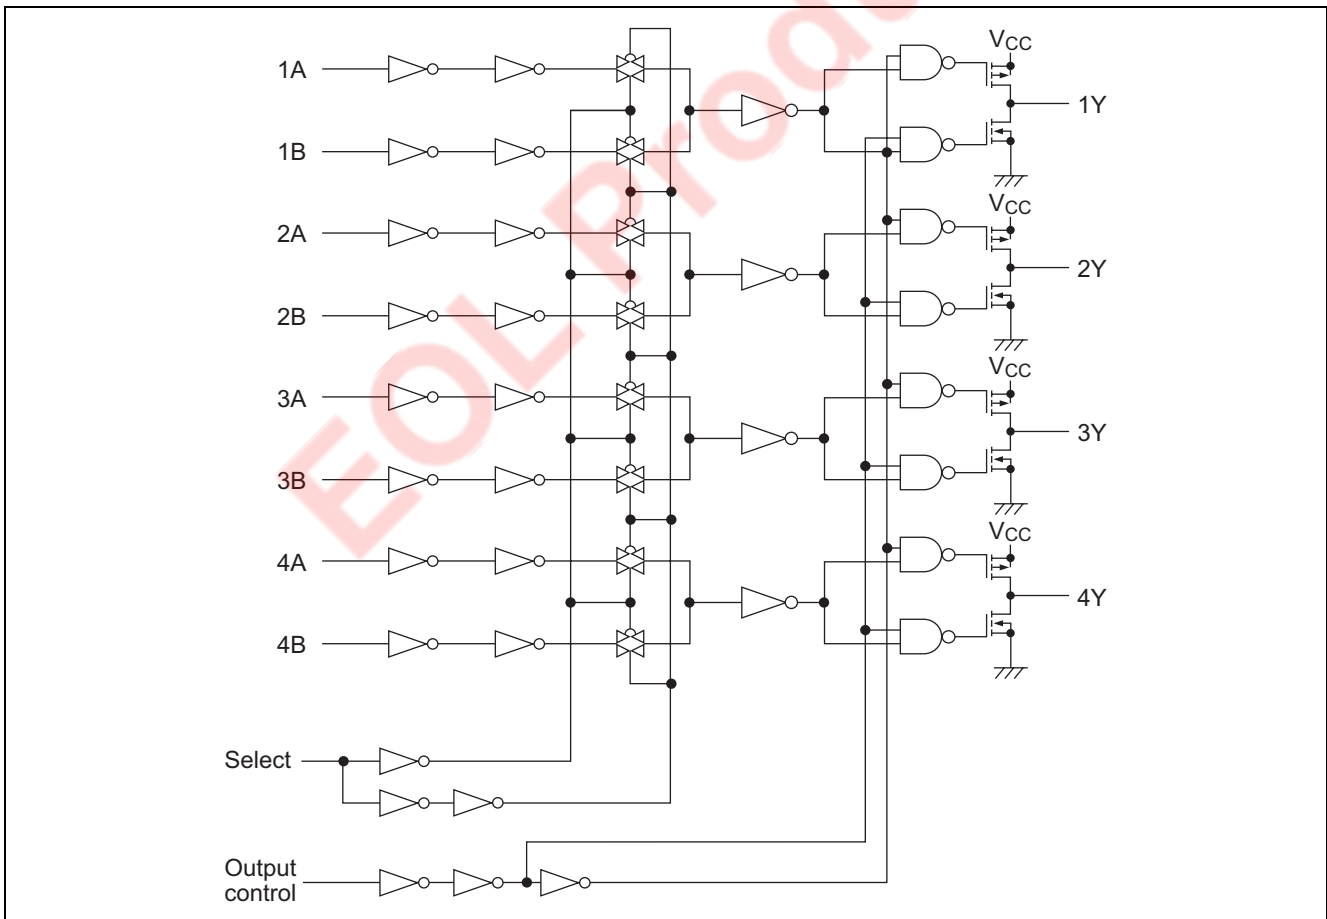 EOL Produ
VCC
1A
1Y
1B
VCC
2A
2Y
2B
VCC
3A
3Y
3B
VCC
4A
4Y
4B
Select
Output
control